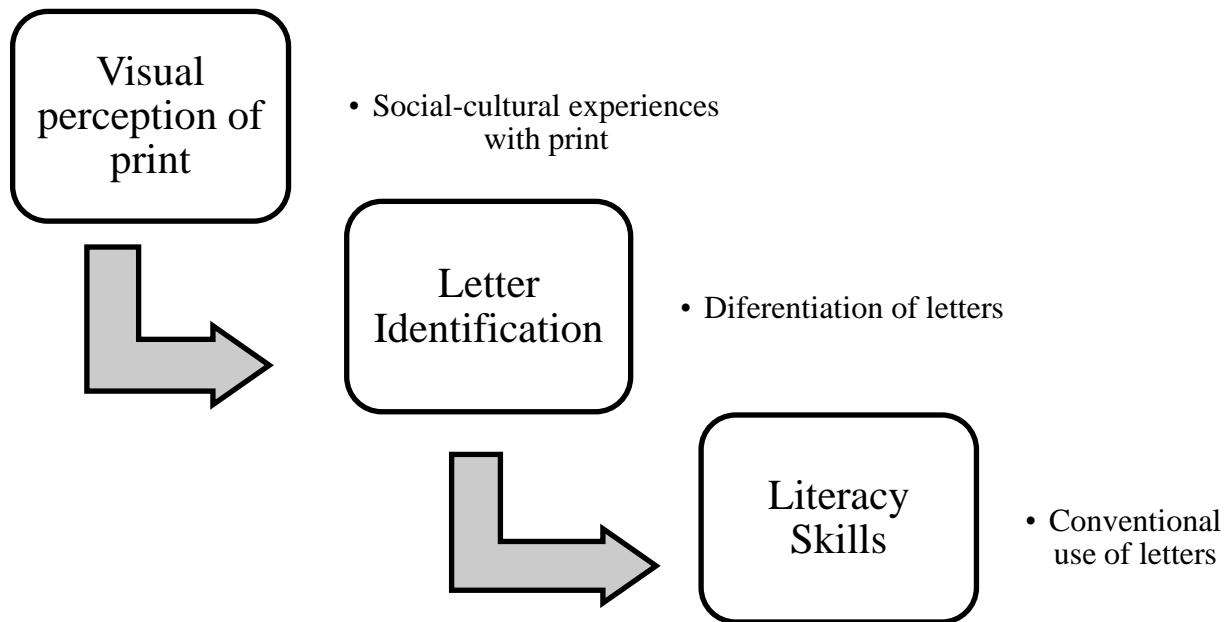 Visual
perception of
print
• Social-cultural experiences
with print
Letter
Identification
• Diferentiation of letters
Literacy
Skills
• Conventional
use of letters